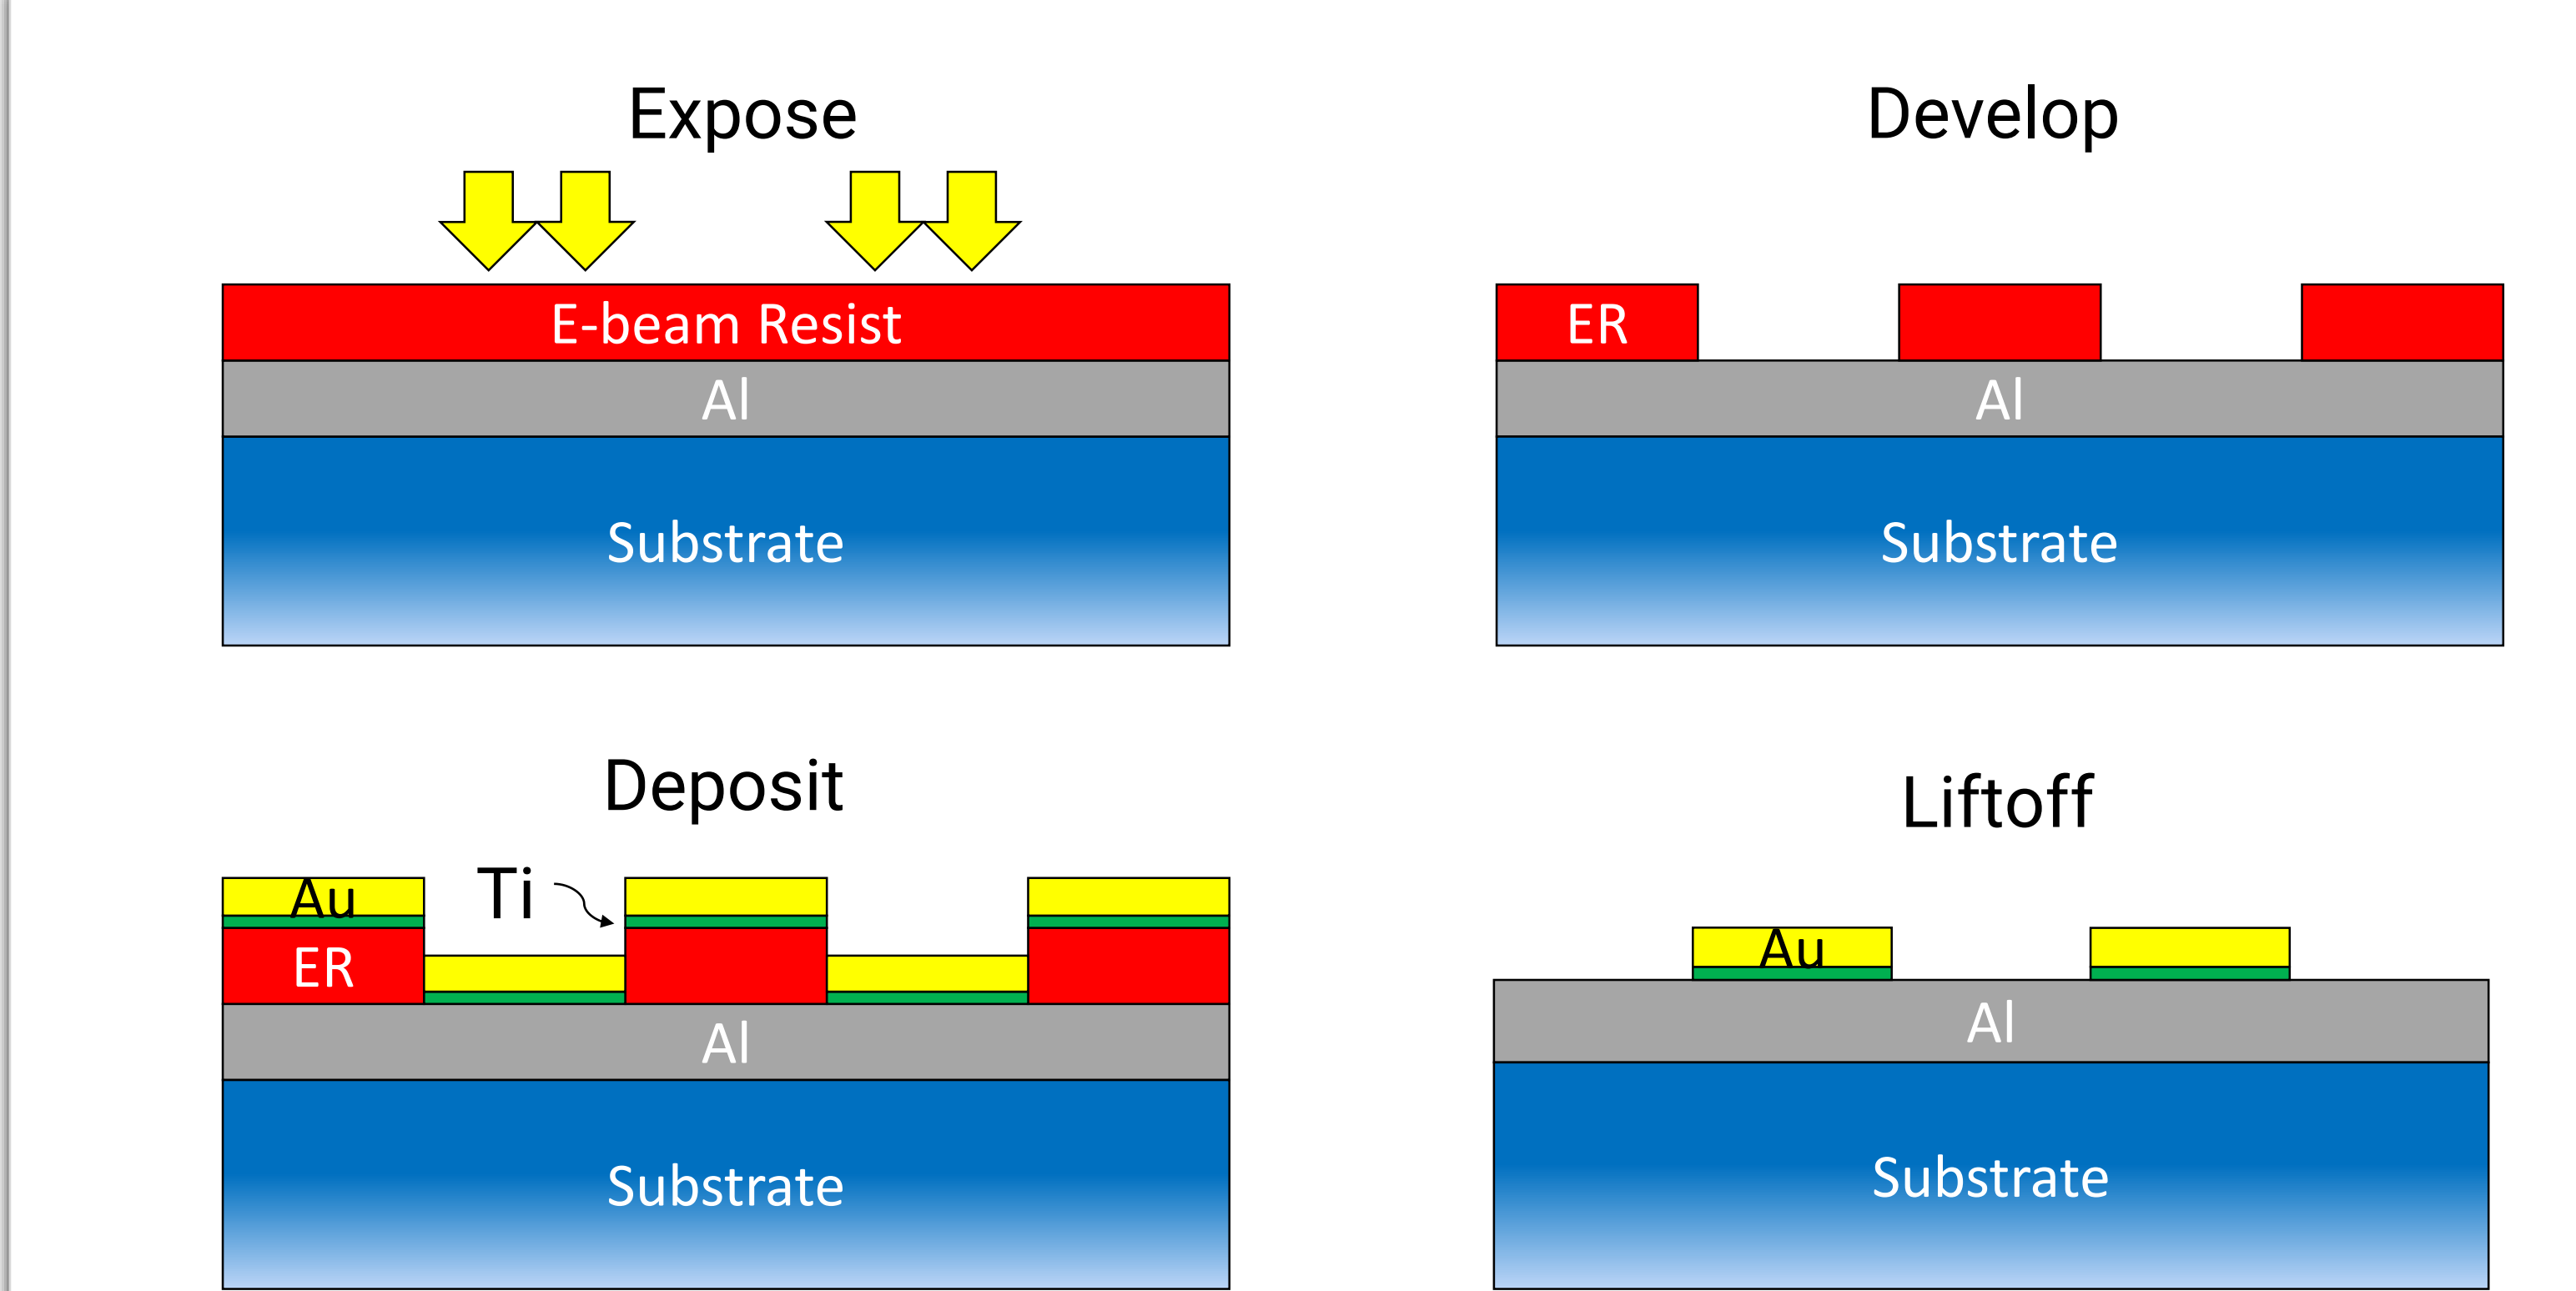 Expose
E-beam Resist
Al
Substrate
Develop
ER
Al
Substrate
Deposit
Au
Ti
ER
Al
Substrate
Liftoff
Au
Al
Substrate